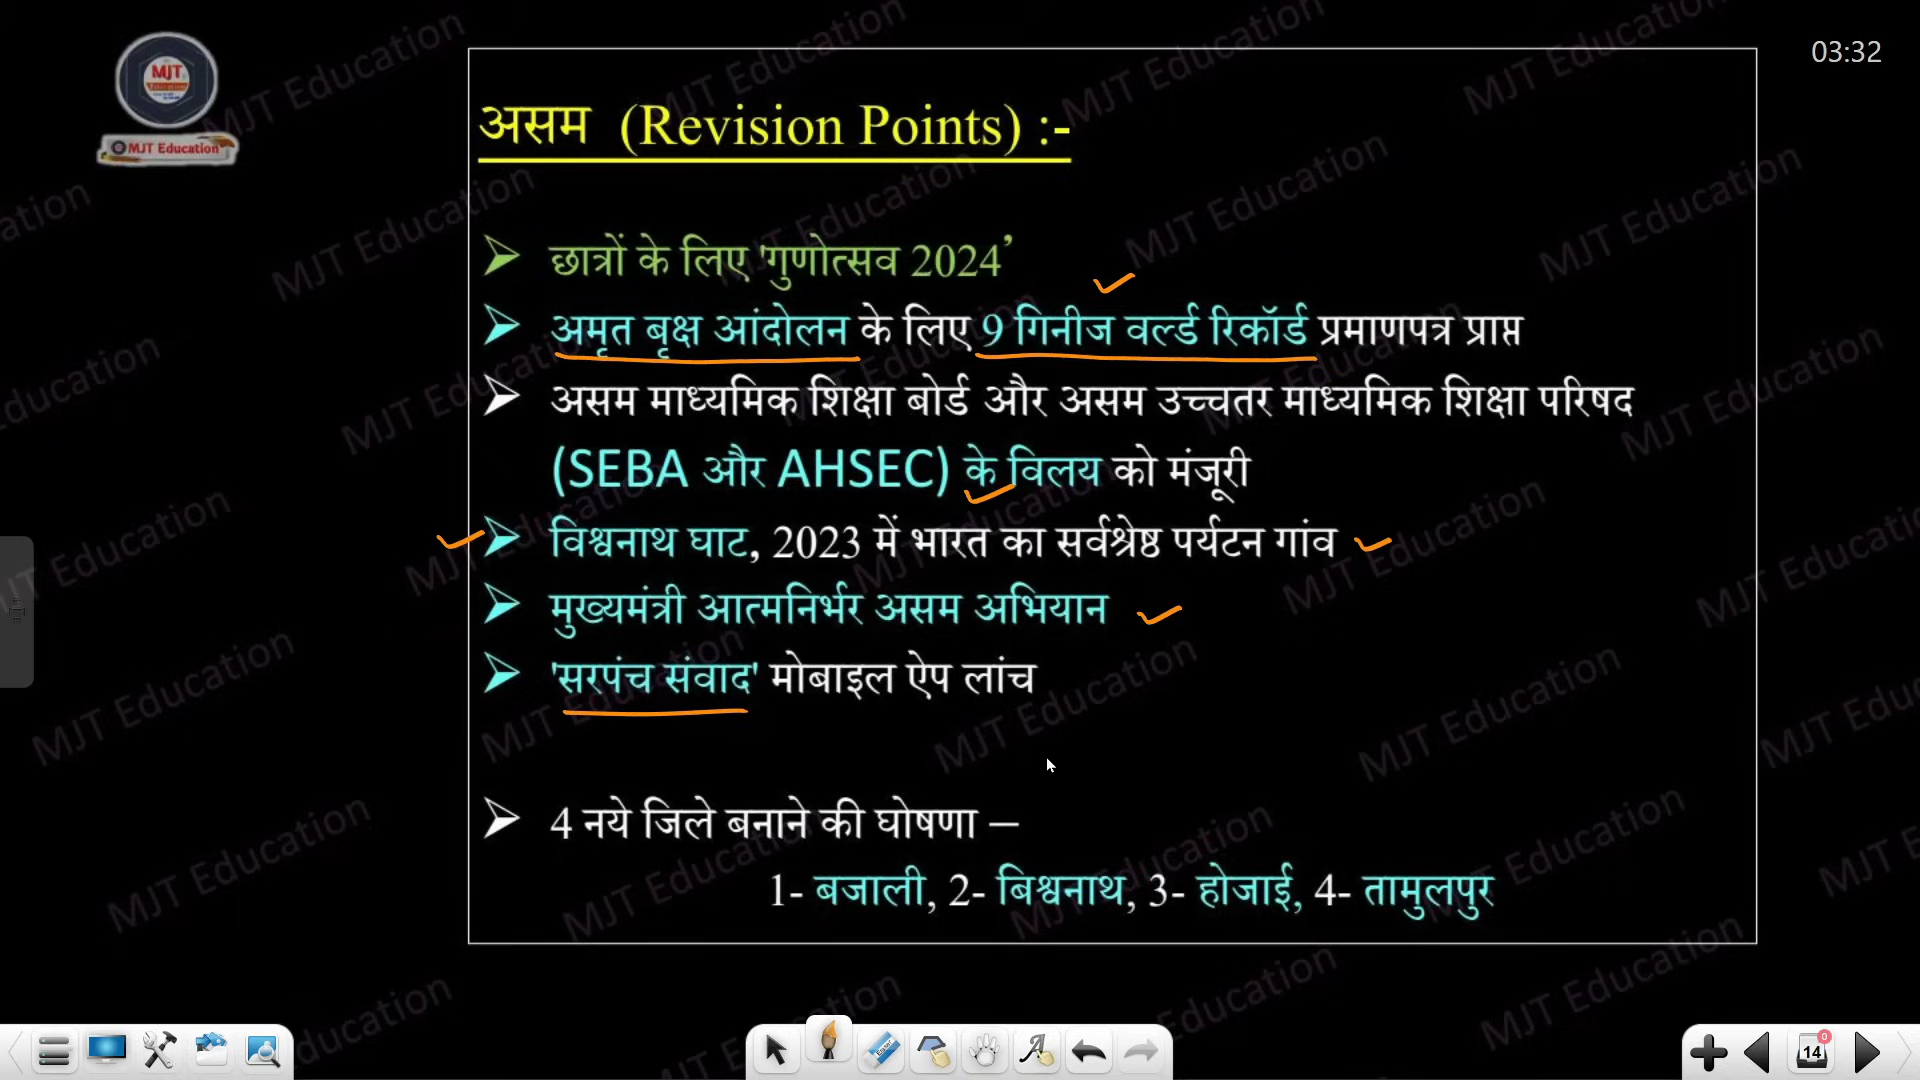 03:32
MJT
MJT Education
असम (Revision Points) :-
➢ छात्रों के लिए 'गुणोत्सव 2024’
➢ अमृत बृक्ष आंदोलन के लिए 9 गिनीज वर्ल्ड रिकॉर्ड प्रमाणपत्र प्राप्त
➢ असम माध्यमिक शिक्षा बोर्ड और असम उच्चतर माध्यमिक शिक्षा परिषद
(SEBA और AHSEC) के विलय को मंजूरी
➢ विश्वनाथ घाट, 2023 में भारत का सर्वश्रेष्ठ पर्यटन गांव
➢ मुख्यमंत्री आत्मनिर्भर असम अभियान
➢ 'सरपंच संवाद' मोबाइल ऐप लांच
➢ 4 नये जिले बनाने की घोषणा –
1- बजाली, 2- बिश्वनाथ, 3- होजाई, 4- तामुलपुर
14
0